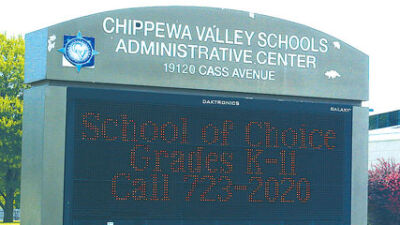 CHIPPEWA VALLEY SCHOOLS
ADMINISTRATIVE CENTER
19120 CASS AVENUE
DAKTRONICS
GALAXY
School of Choice
Grades K-11
Call 723-2020